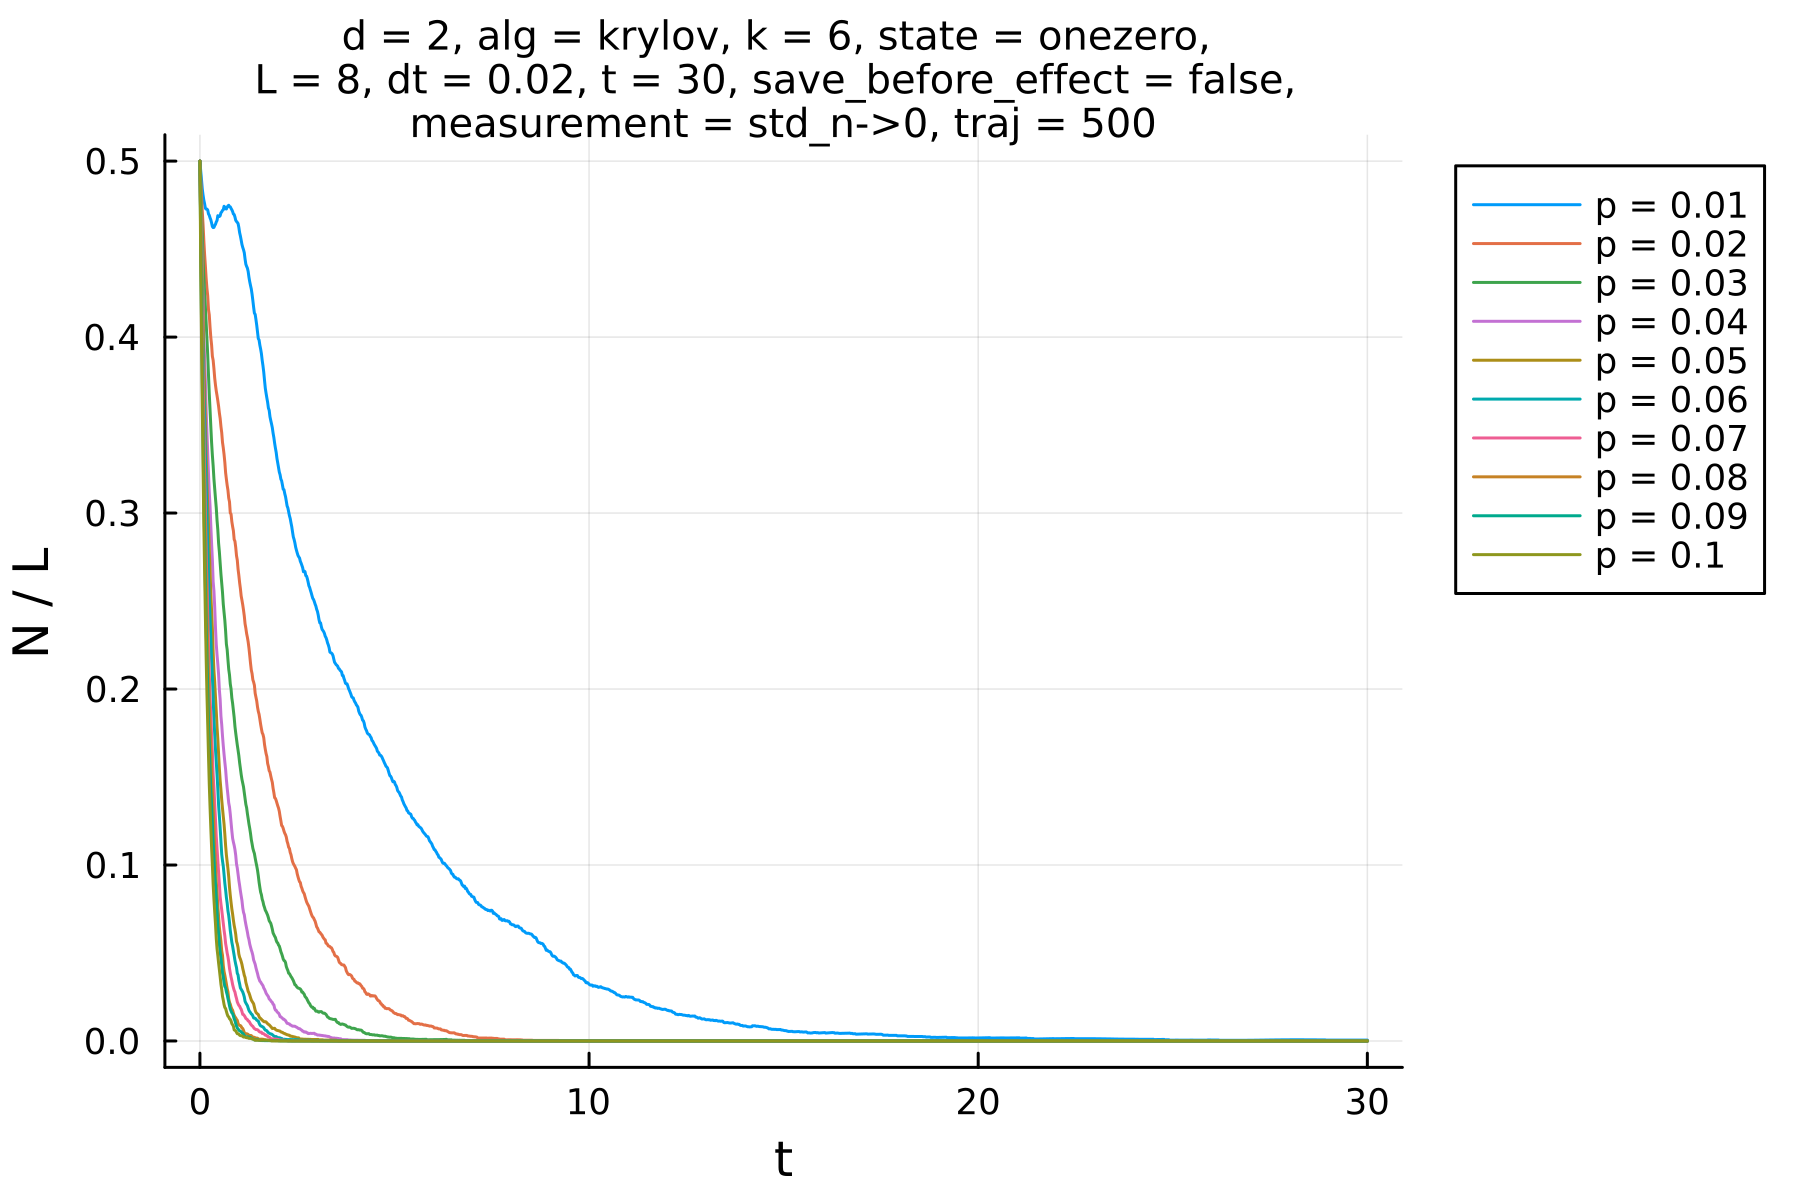 d = 2, alg = krylov, k = 6, state = onezero,
L = 8, dt = 0.02, t = 30, save_before_effect = false,
measurement = std_n->0, traj = 500
0.5
0.4
0.3
0.2
0.1
0.0
N / L
0
10
20
30
t
p = 0.01
p = 0.02
p = 0.03
p = 0.04
p = 0.05
p = 0.06
p = 0.07
p = 0.08
p = 0.09
p = 0.1